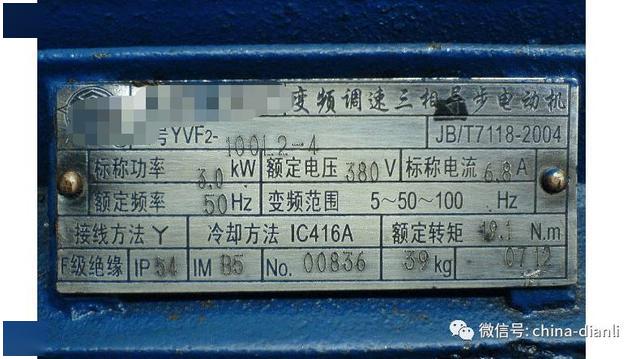 变频调速三相异步电动机
号YVF2-100L2-4 JB/T7118-2004
标称功率 3.0 kW 额定电压 380 V 标称电流 6.8 A
额定频率 50 Hz 变频范围 5~50~100 Hz
接线方法 Y 冷却方法 IC416A 额定转矩 19.1 N.m
F级绝缘 IP 54 IM B5 No. 00836 39 kg 0712
微信号: china-dianli